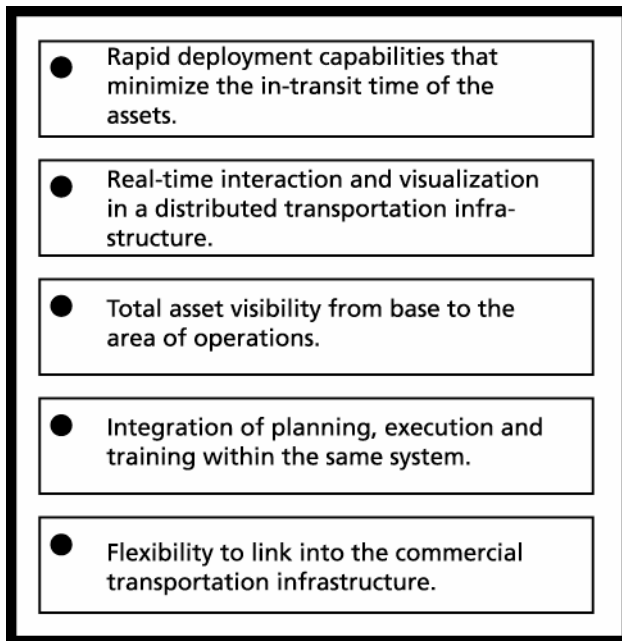 ● Rapid deployment capabilities that
minimize the in-transit time of the
assets.
● Real-time interaction and visualization
in a distributed transportation infra-
structure.
● Total asset visibility from base to the
area of operations.
● Integration of planning, execution and
training within the same system.
● Flexibility to link into the commercial
transportation infrastructure.